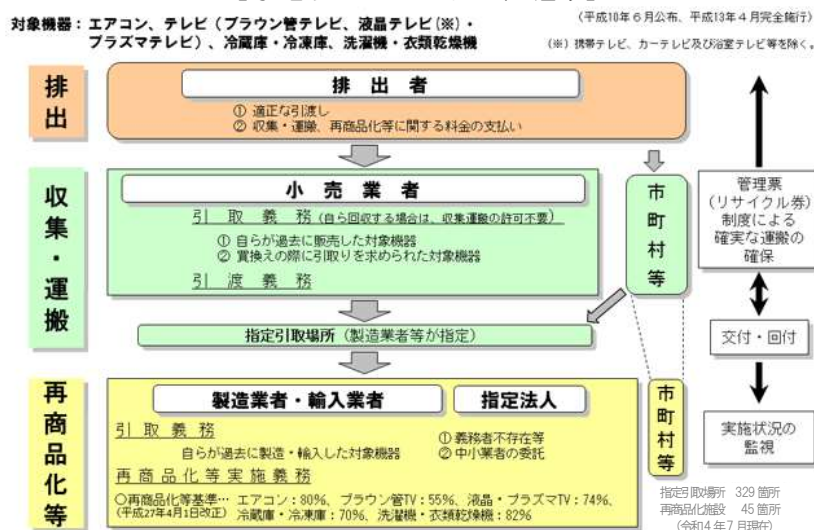 対象機器：エアコン、テレビ（ブラウン管テレビ、液晶テレビ(※)・
プラズマテレビ）、冷蔵庫・冷凍庫、洗濯機・衣類乾燥機
（平成10年６月公布、平成13年４月完全施行）
（※）携帯テレビ、カーテレビ及び浴室テレビ等を除く。
排出
排 出 者
① 適正な引渡し
② 収集・運搬、再商品化等に関する料金の支払い
収集・運搬
小 売 業 者
引 取 義 務（自ら回収する場合は、収集運搬の許可不要）
① 自らが過去に販売した対象機器
② 買換えの際に引取りを求められた対象機器
引 渡 義 務
市町村等
指定引取場所（製造業者等が指定）
管理票
（リサイクル券）
制度による
確実な運搬の
確保
交付・回付
実施状況の
監視
再商品化等
製造業者・輸入業者
指定法人
引 取 義 務
自らが過去に製造・輸入した対象機器
① 義務者不存在等
② 中小業者の委託
再 商 品 化 等 実 施 義 務
○再商品化等基準… エアコン：80%、ブラウン管TV：55%、液晶・プラズマTV：74%、
（平成27年4月1日改正） 冷蔵庫・冷凍庫：70%、洗濯機・衣類乾燥機：82%
市町村等
指定引取場所 329箇所
再商品化施設 45箇所
（令和４年７月現在）